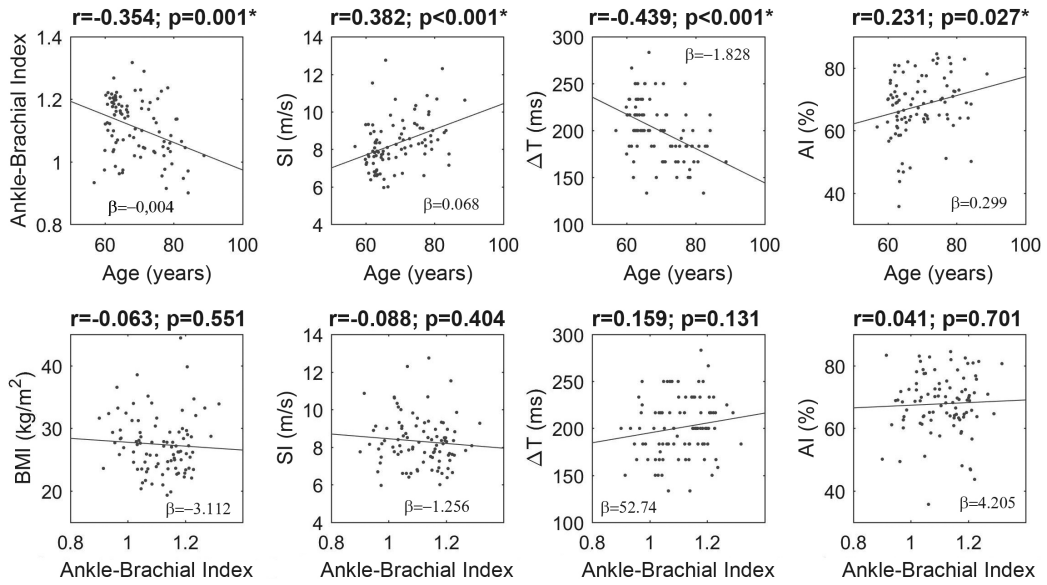 r=-0.354; p=0.001*
r=0.382; p<0.001*
r=-0.439; p<0.001*
r=0.231; p=0.027*
Ankle-Brachial Index
1.4
1.2
1
0.8
β=−0,004
60 80 100
Age (years)
SI (m/s)
14
12
10
8
6
4
β=0.068
60 80 100
Age (years)
ΔT (ms)
300
250
200
150
100
β=−1.828
60 80 100
Age (years)
AI (%)
80
60
40
β=0.299
60 80 100
Age (years)
r=-0.063; p=0.551
r=-0.088; p=0.404
r=0.159; p=0.131
r=0.041; p=0.701
BMI (kg/m²)
40
30
20
β=−3.112
0.8 1 1.2
Ankle-Brachial Index
SI (m/s)
14
12
10
8
6
4
β=−1.256
0.8 1 1.2
Ankle-Brachial Index
ΔT (ms)
300
250
200
150
100
β=52.74
0.8 1 1.2
Ankle-Brachial Index
AI (%)
80
60
40
β=4.205
0.8 1 1.2
Ankle-Brachial Index